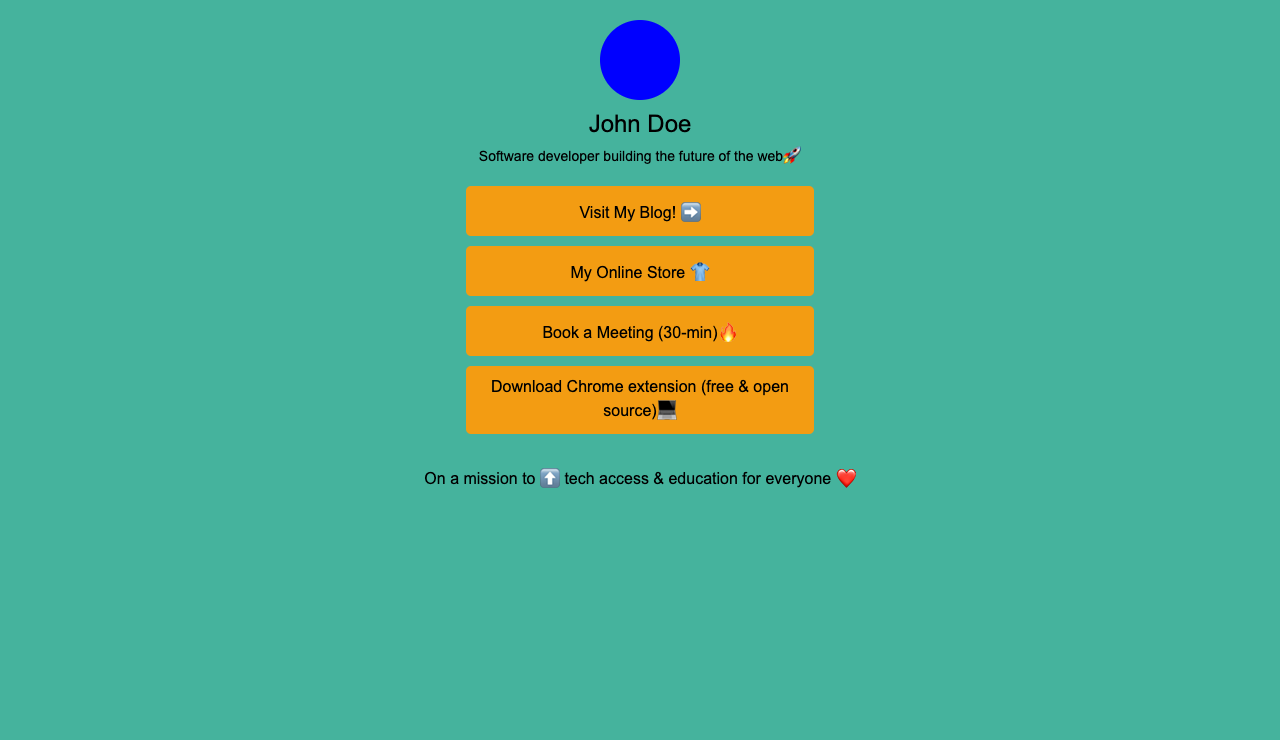 John Doe
Software developer building the future of the web🚀
Visit My Blog! ➡️
My Online Store 👕
Book a Meeting (30-min)🔥
Download Chrome extension (free & open
source)💻
On a mission to ⬆️ tech access & education for everyone ❤️